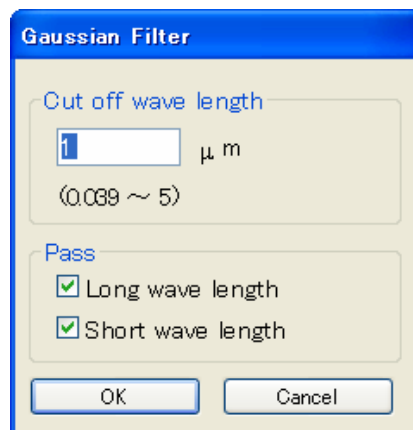 Gaussian Filter
Cut off wave length
1 μ m
(0.039 ～ 5)
Pass
Long wave length
Short wave length
OK Cancel